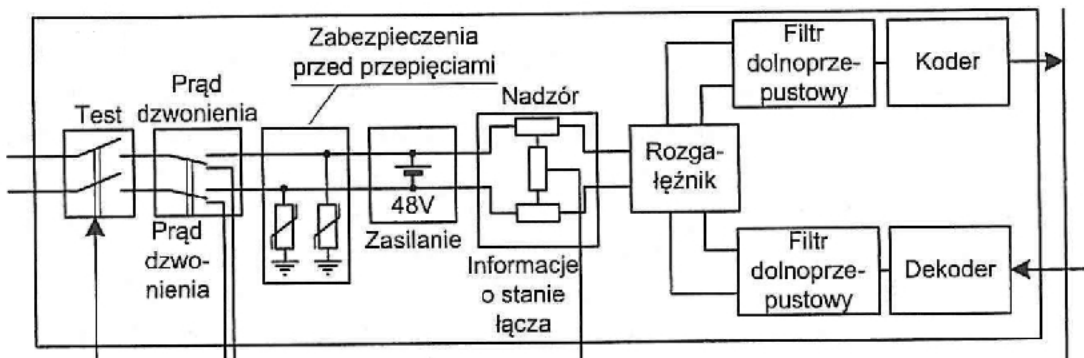 Zabezpieczenia
przed przepięciami
Prąd
dzwonienia
Test
Nadzór
Filtr
dolnoprze-
pustowy
Koder
Rozga-
łęźnik
48V
Zasilanie
Prąd
dzwo-
nienia
Informacje
o stanie
łącza
Filtr
dolnoprze-
pustowy
Dekoder